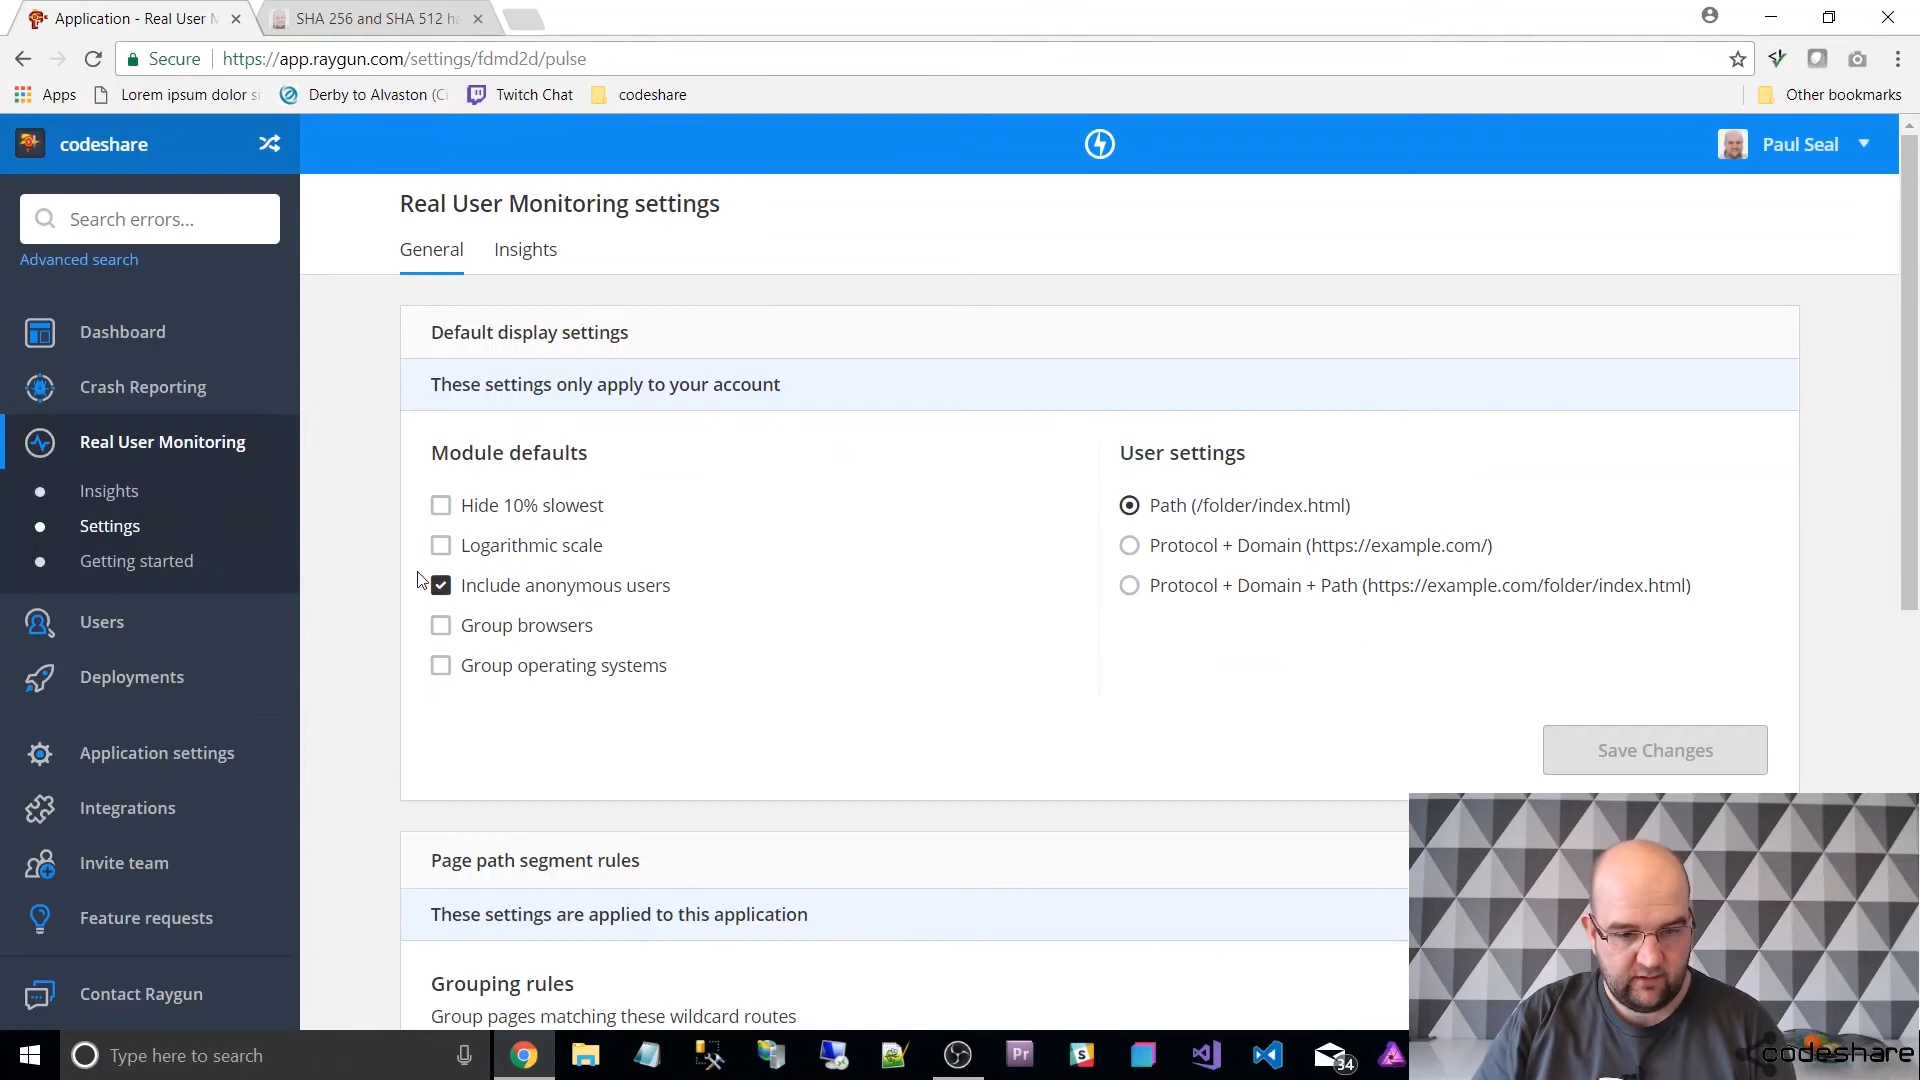 Application - Real User M
SHA 256 and SHA 512 ha
Secure
https://app.raygun.com/settings/fdmd2d/pulse
Apps
Lorem ipsum dolor si
Derby to Alvaston (Ci
Twitch Chat
codeshare
Other bookmarks
codeshare
Paul Seal
Search errors...
Advanced search
Dashboard
Crash Reporting
Real User Monitoring
Insights
Settings
Getting started
Users
Deployments
Application settings
Integrations
Invite team
Feature requests
Contact Raygun
Real User Monitoring settings
General
Insights
Default display settings
These settings only apply to your account
Module defaults
Hide 10% slowest
Logarithmic scale
Include anonymous users
Group browsers
Group operating systems
User settings
Path (/folder/index.html)
Protocol + Domain (https://example.com/)
Protocol + Domain + Path (https://example.com/folder/index.html)
Save Changes
Page path segment rules
These settings are applied to this application
Grouping rules
Group pages matching these wildcard routes
Type here to search
Pr
S
34
codeshare